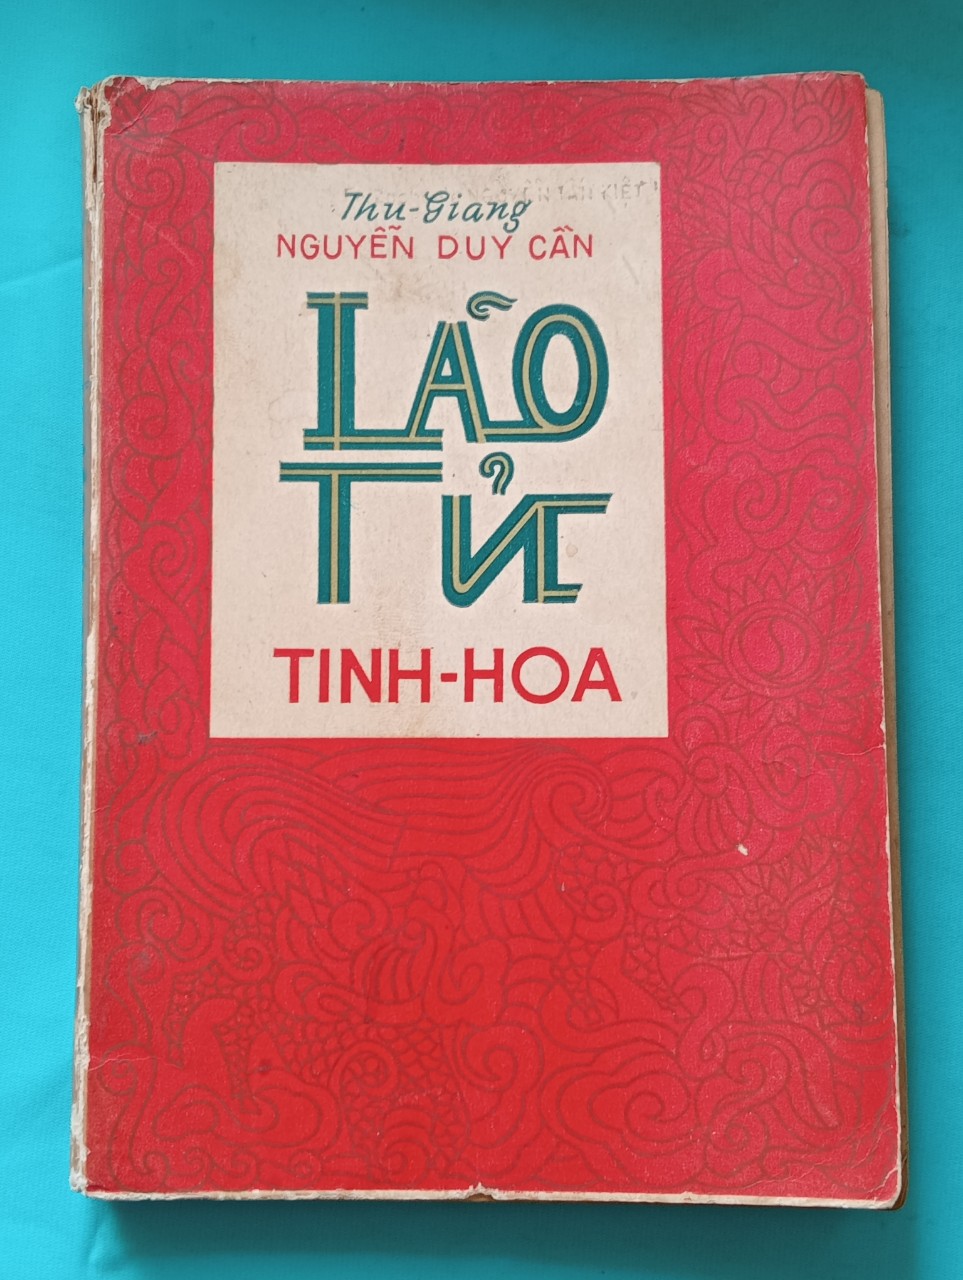 Thu-Giang
NGUYỄN DUY CẦN
LÃO
TỬ
TINH-HOA